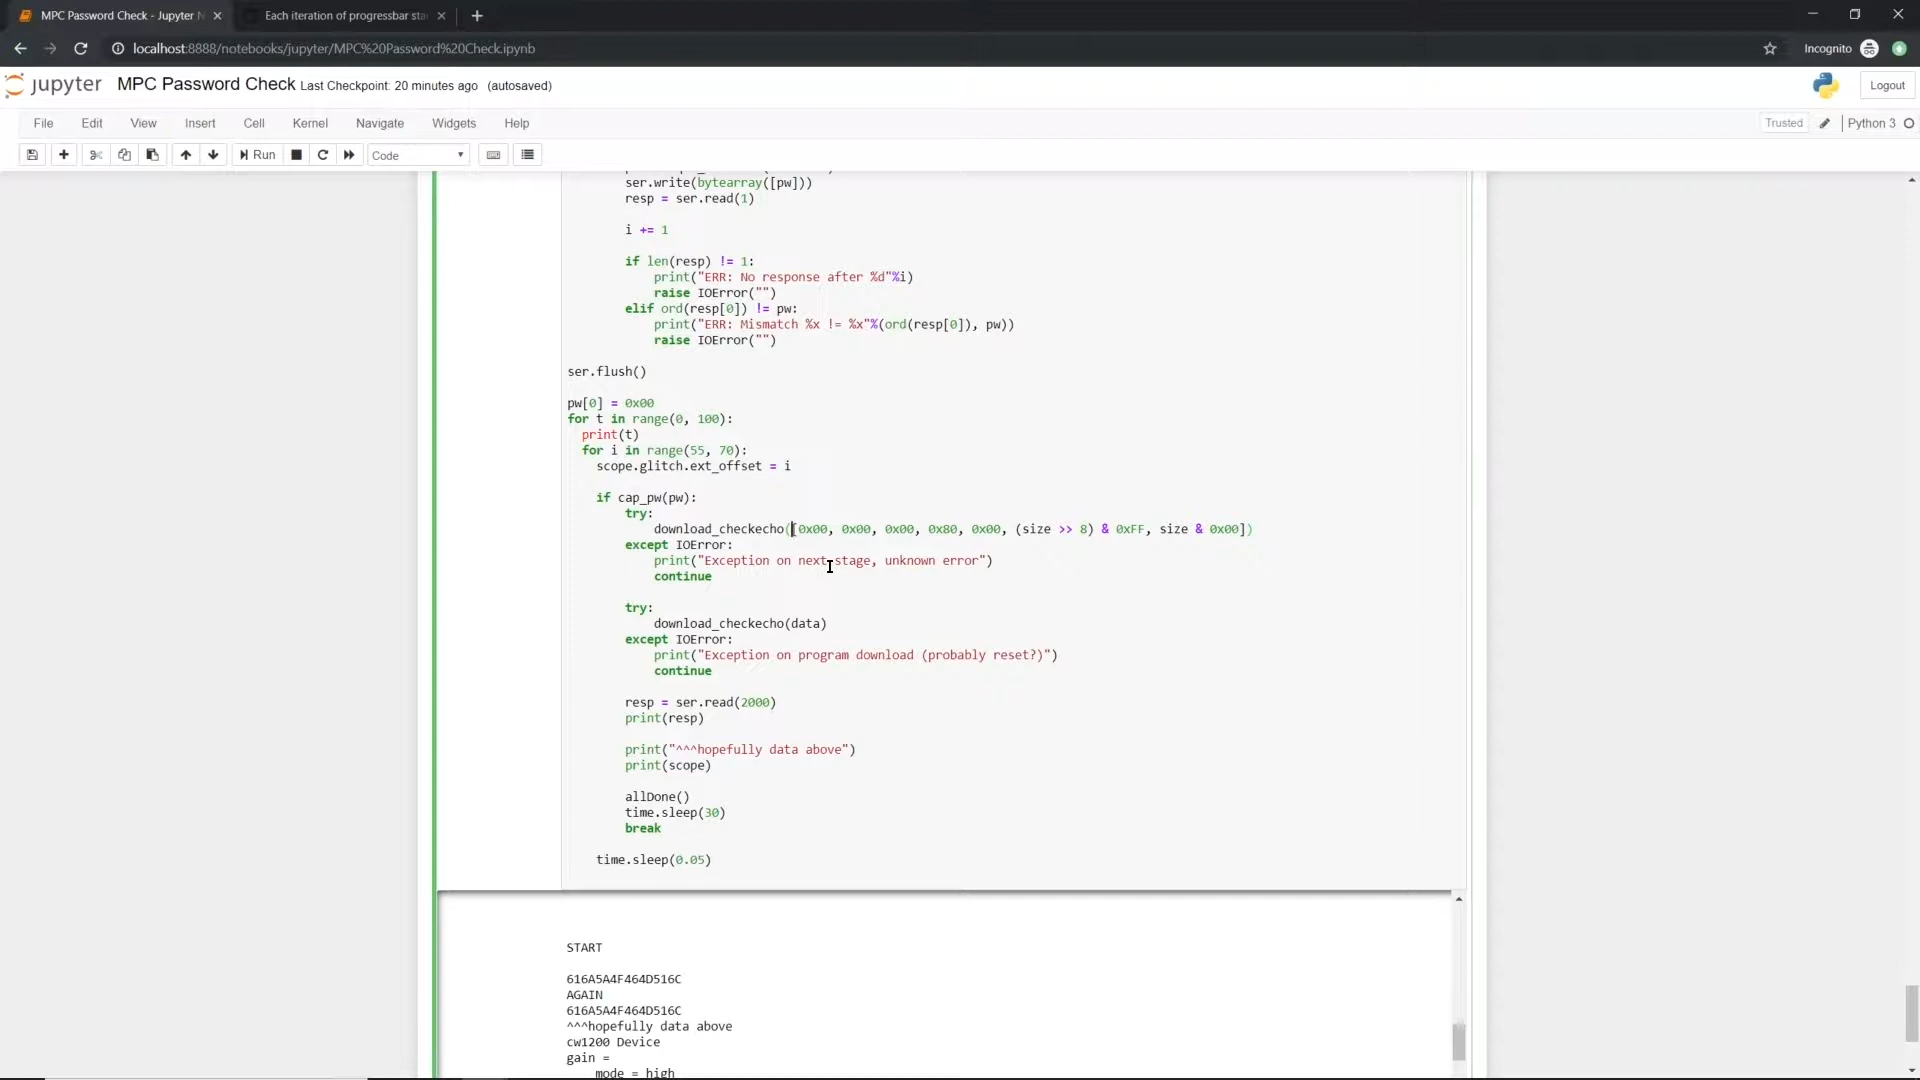 MPC Password Check - Jupyter N
Each iteration of progressbar sta
localhost:8888/notebooks/jupyter/MPC%20Password%20Check.ipynb
Incognito
jupyter MPC Password Check Last Checkpoint: 20 minutes ago (autosaved)
Logout
File Edit View Insert Cell Kernel Navigate Widgets Help
Trusted Python 3
Run Code
ser.write(bytearray([pw]))
resp = ser.read(1)
i += 1
if len(resp) != 1:
print("ERR: No response after %d"%i)
raise IOError("")
elif ord(resp[0]) != pw:
print("ERR: Mismatch %x != %x"%(ord(resp[0]), pw))
raise IOError("")
ser.flush()
pw[0] = 0x00
for t in range(0, 100):
print(t)
for i in range(55, 70):
scope.glitch.ext_offset = i
if cap_pw(pw):
try:
download_checkecho([0x00, 0x00, 0x00, 0x80, 0x00, (size >> 8) & 0xFF, size & 0x00])
except IOError:
print("Exception on next stage, unknown error")
continue
try:
download_checkecho(data)
except IOError:
print("Exception on program download (probably reset?)")
continue
resp = ser.read(2000)
print(resp)
print("^^^hopefully data above")
print(scope)
allDone()
time.sleep(30)
break
time.sleep(0.05)
START
616A5A4F464D516C
AGAIN
616A5A4F464D516C
^^^hopefully data above
cw1200 Device
gain =
mode = high